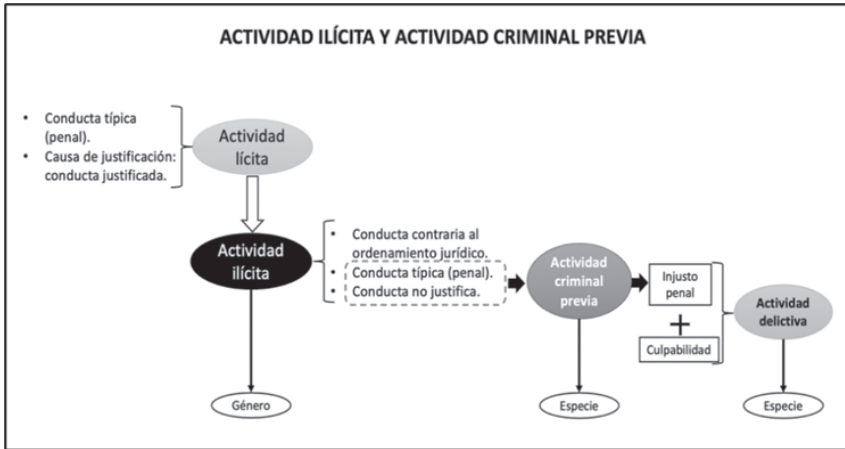 ACTIVIDAD ILÍCITA Y ACTIVIDAD CRIMINAL PREVIA
• Conducta típica
(penal).
• Causa de justificación:
conducta justificada.
Actividad
lícita
Actividad
ilícita
• Conducta contraria al
ordenamiento jurídico.
• Conducta típica (penal).
• Conducta no justifica.
Actividad
criminal
previa
Injusto
penal
+
Culpabilidad
Actividad
delictiva
Género
Especie
Especie